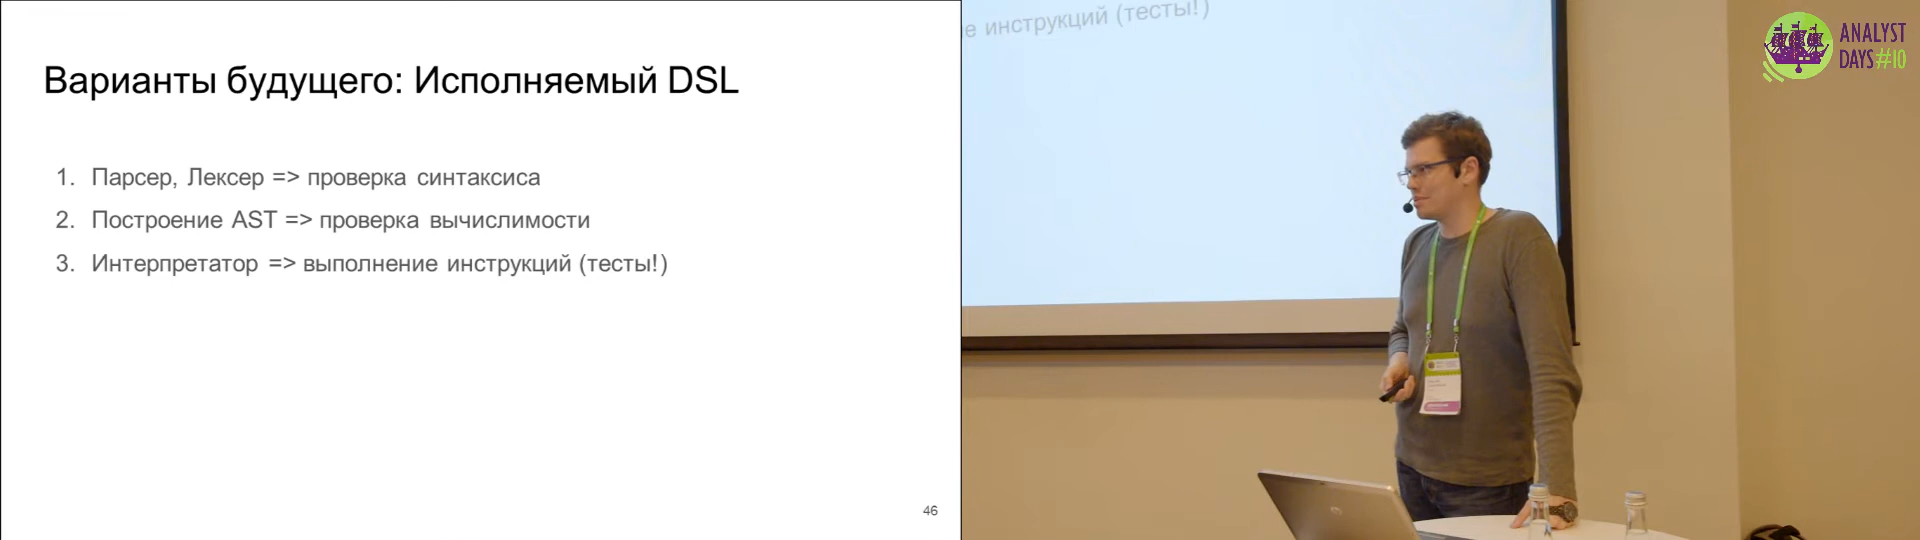 Варианты будущего: Исполняемый DSL
1. Парсер, Лексер => проверка синтаксиса
2. Построение AST => проверка вычислимости
3. Интерпретатор => выполнение инструкций (тесты!)
46
е инструкций (тесты!)
ANALYST
DAYS#10